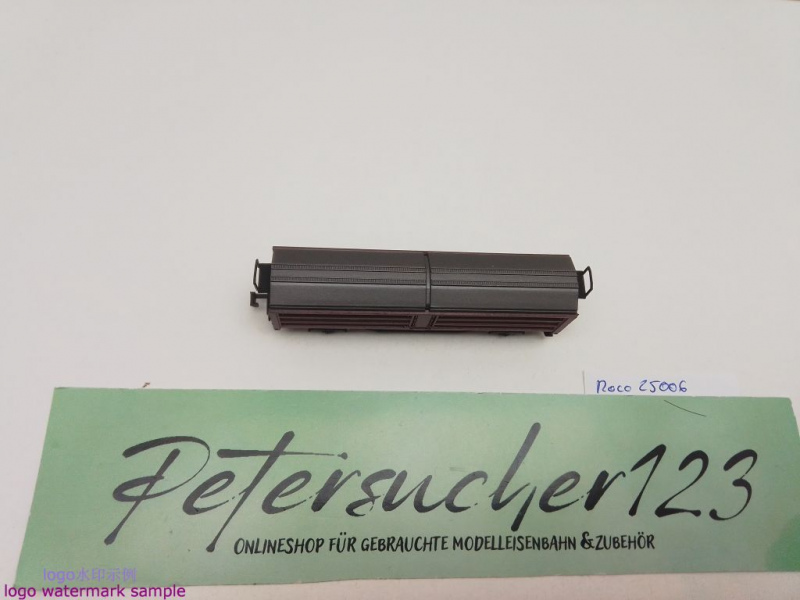 Roco 25006
Petersucher123
ONLINESHOP FÜR GEBRAUCHTE MODELLEISENBAHN & ZUBEHÖR
logo水印示例
logo watermark sample